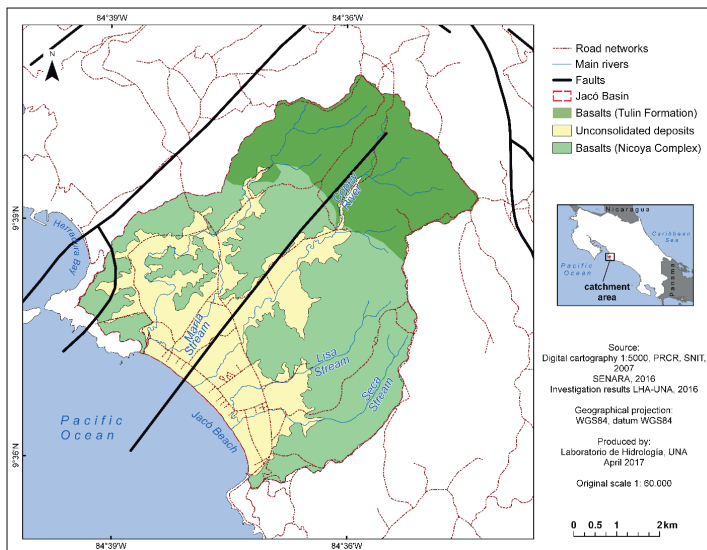 84°39'W
84°36'W
N
9°39'N
9°36'N
Herradura Bay
Copey
River
María
Stream
Lisa
Stream
Seca
Stream
Jacó Beach
Pacific
Ocean
84°39'W
84°36'W
Road networks
Main rivers
Faults
Jacó Basin
Basalts (Tulin Formation)
Unconsolidated deposits
Basalts (Nicoya Complex)
Nicaragua
Caribbean
Sea
Pacific
Ocean
catchment
area
Source:
Digital cartography 1:5000, PRCR, SNIT,
2007
SENARA, 2016
Investigation results LHA-UNA, 2016
Geographical projection:
WGS84, datum WGS84
Produced by:
Laboratorio de Hidrología, UNA
April 2017
Original scale 1: 60.000
0 0.5 1 2 km